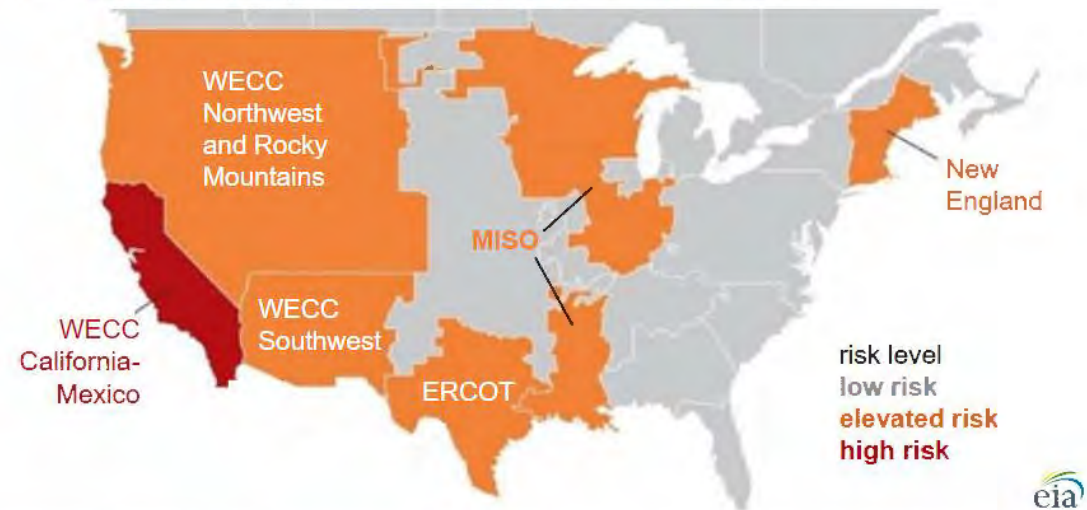 WECC
Northwest
and Rocky
Mountains
MISO
New
England
WECC
California-
Mexico
WECC
Southwest
ERCOT
risk level
low risk
elevated risk
high risk
eia